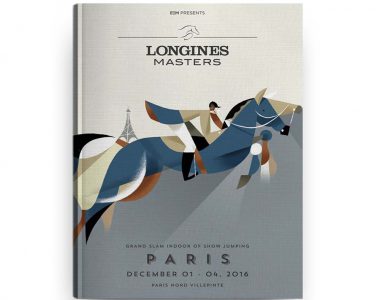 EEM PRESENTS
LONGINES
MASTERS
GRAND SLAM INDOOR OF SHOW JUMPING
PARIS
DECEMBER 01 - 04, 2016
PARIS NORD VILLEPINTE